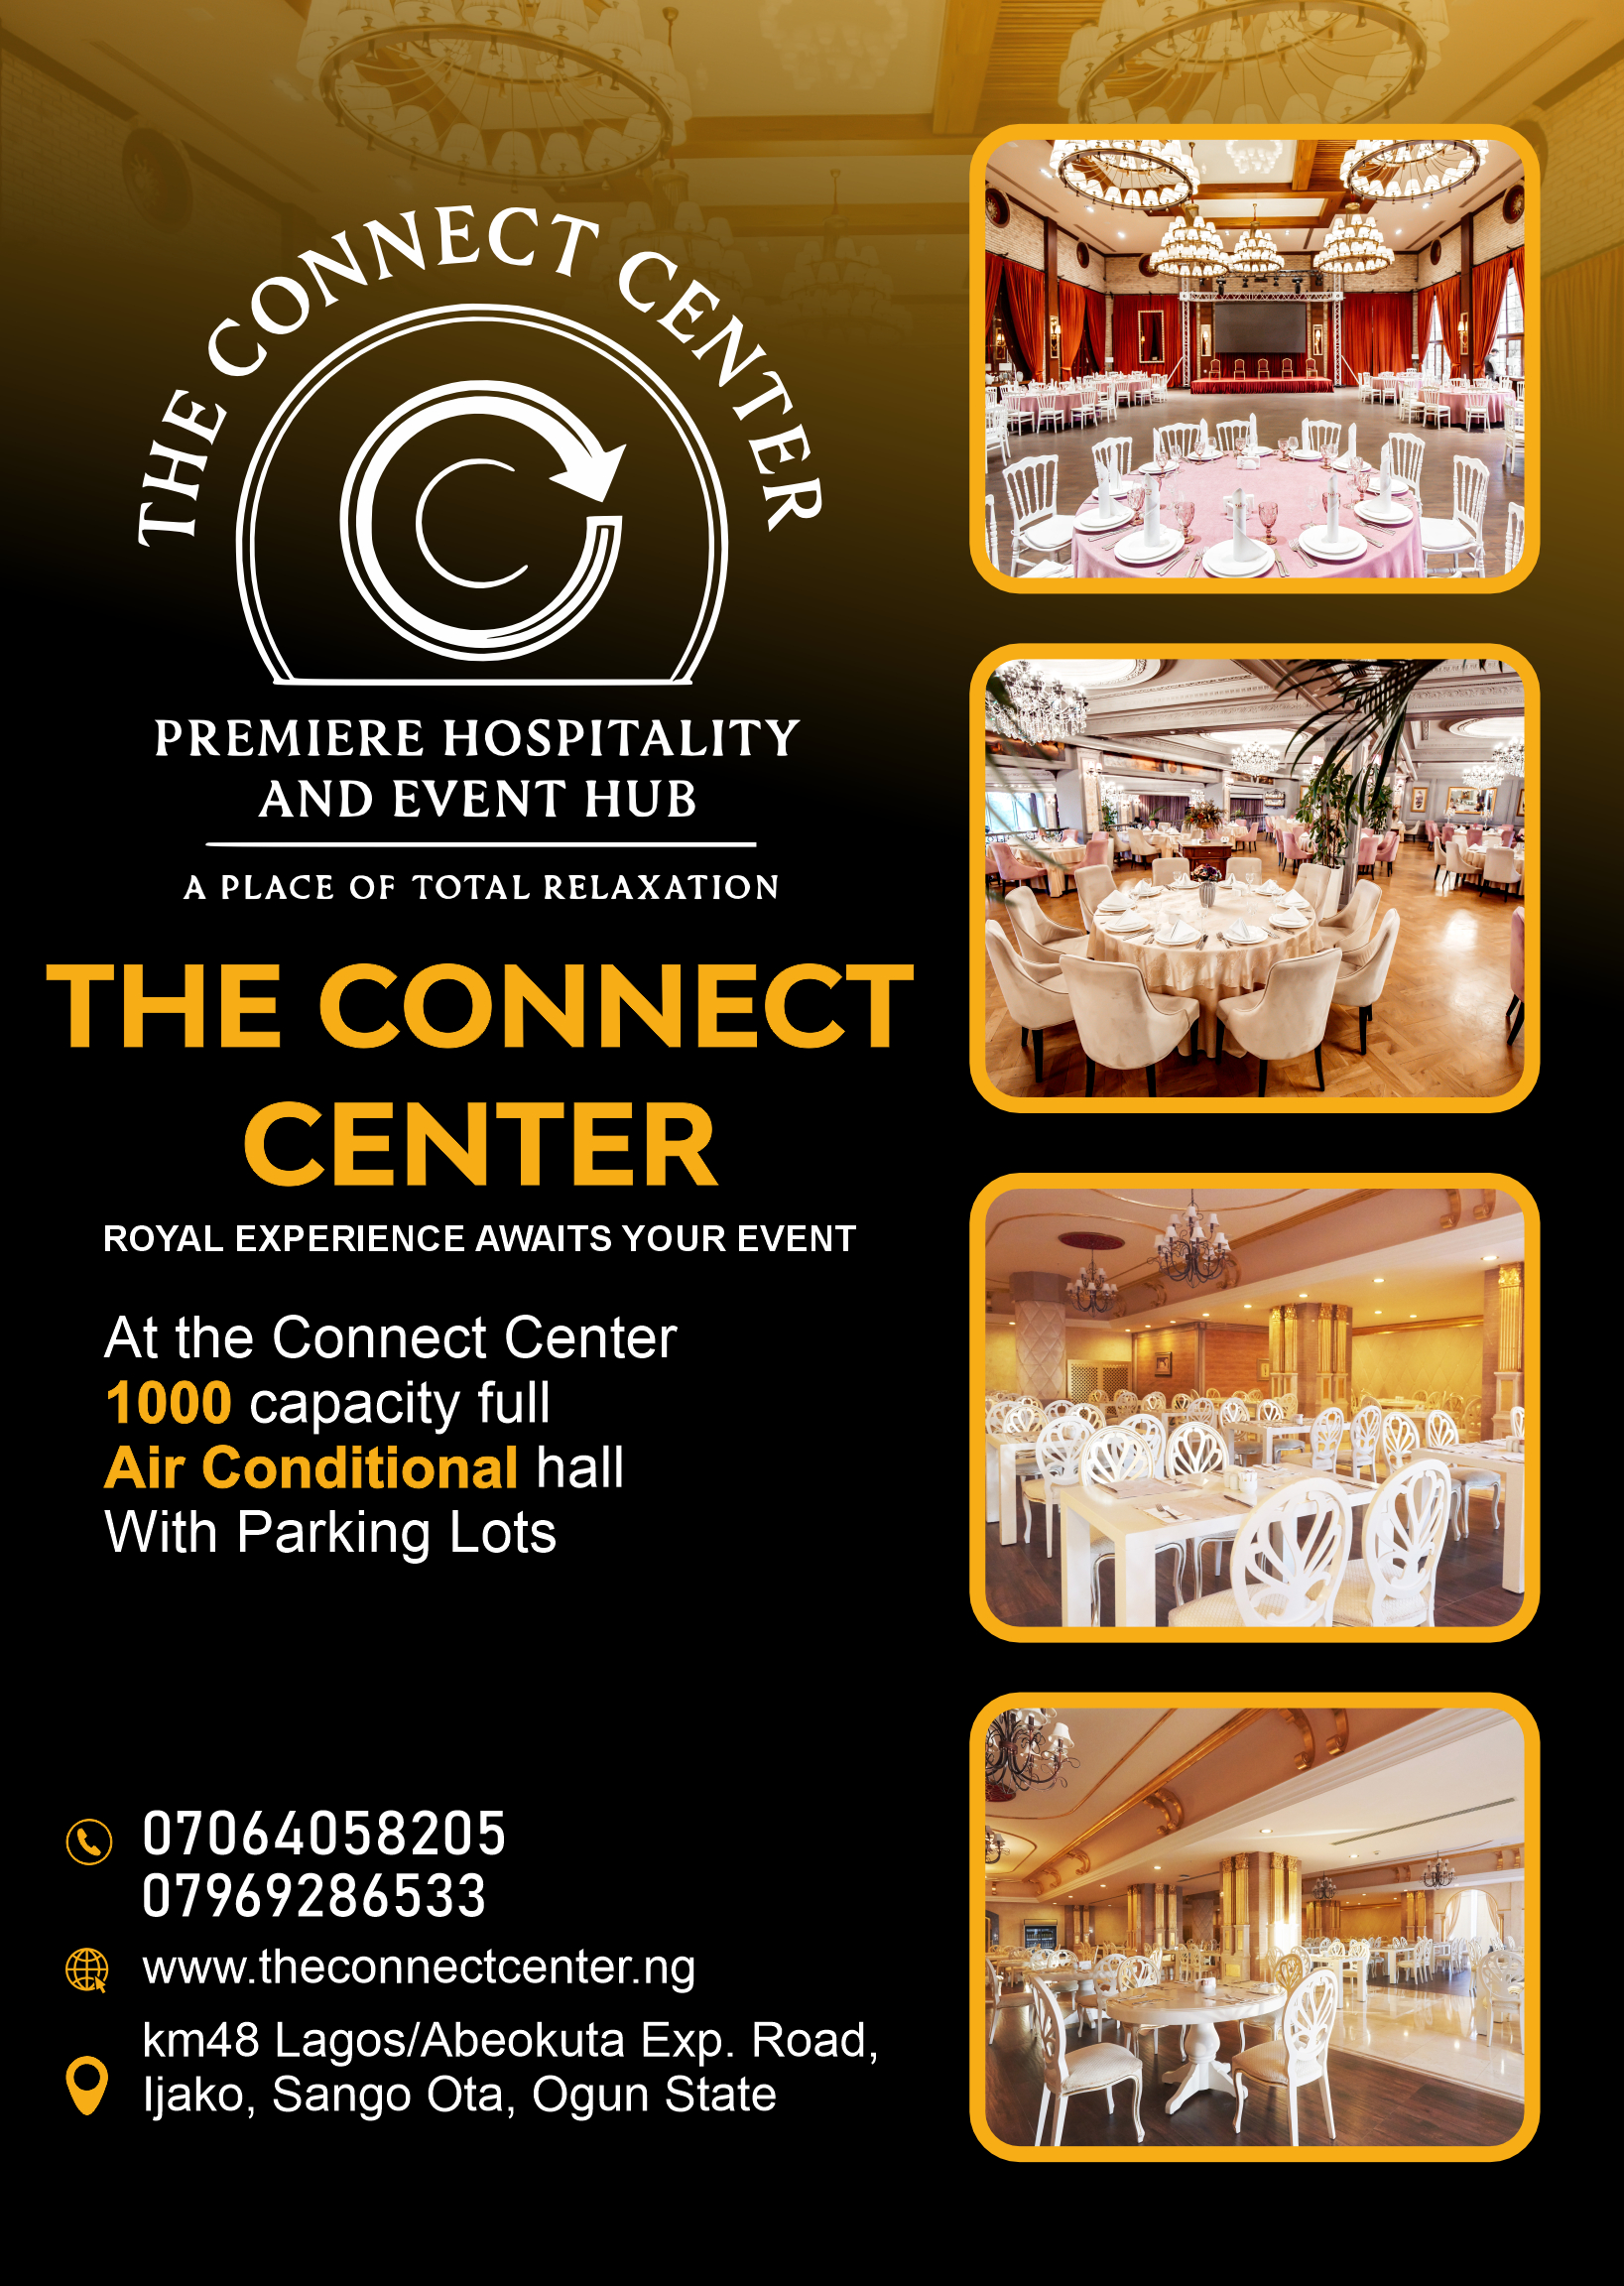 THE CONNECT CENTER
PREMIERE HOSPITALITY
AND EVENT HUB
A PLACE OF TOTAL RELAXATION
THE CONNECT
CENTER
ROYAL EXPERIENCE AWAITS YOUR EVENT
At the Connect Center
1000 capacity full
Air Conditional hall
With Parking Lots
07064058205
07969286533
www.theconnectcenter.ng
km48 Lagos/Abeokuta Exp. Road,
Ijako, Sango Ota, Ogun State